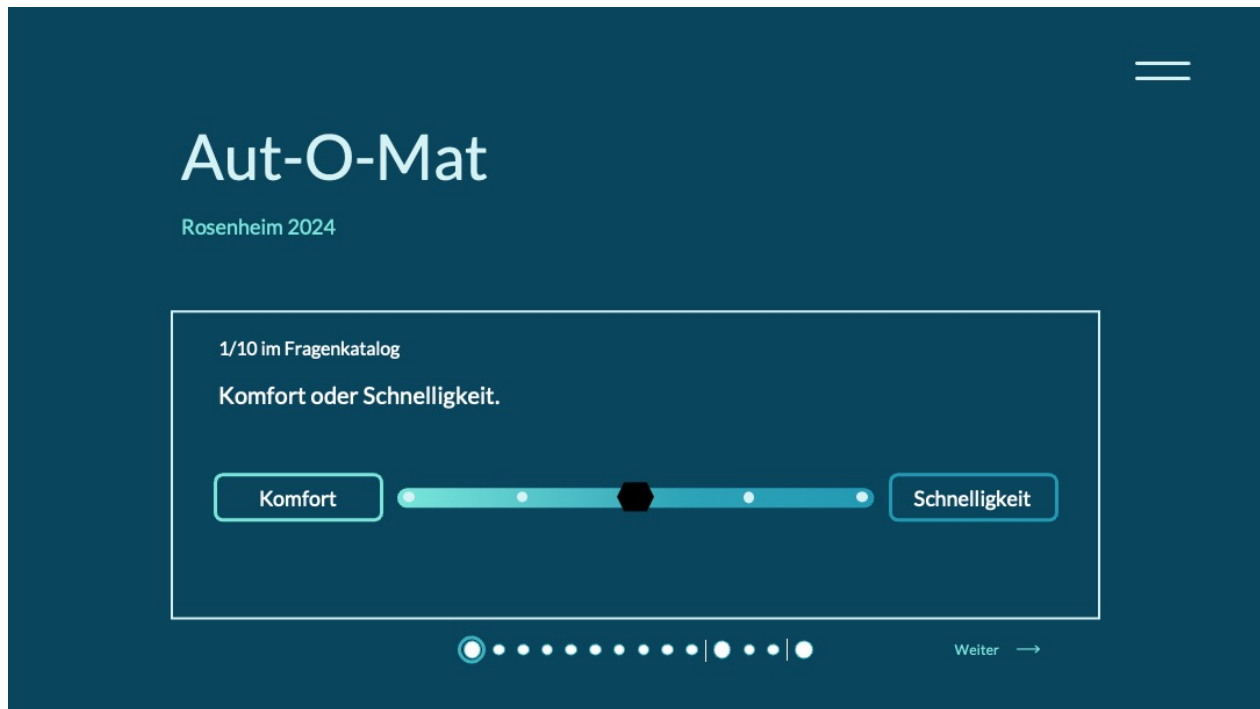 Aut-O-Mat
Rosenheim 2024
1/10 im Fragenkatalog
Komfort oder Schnelligkeit.
Komfort
Schnelligkeit
Weiter →